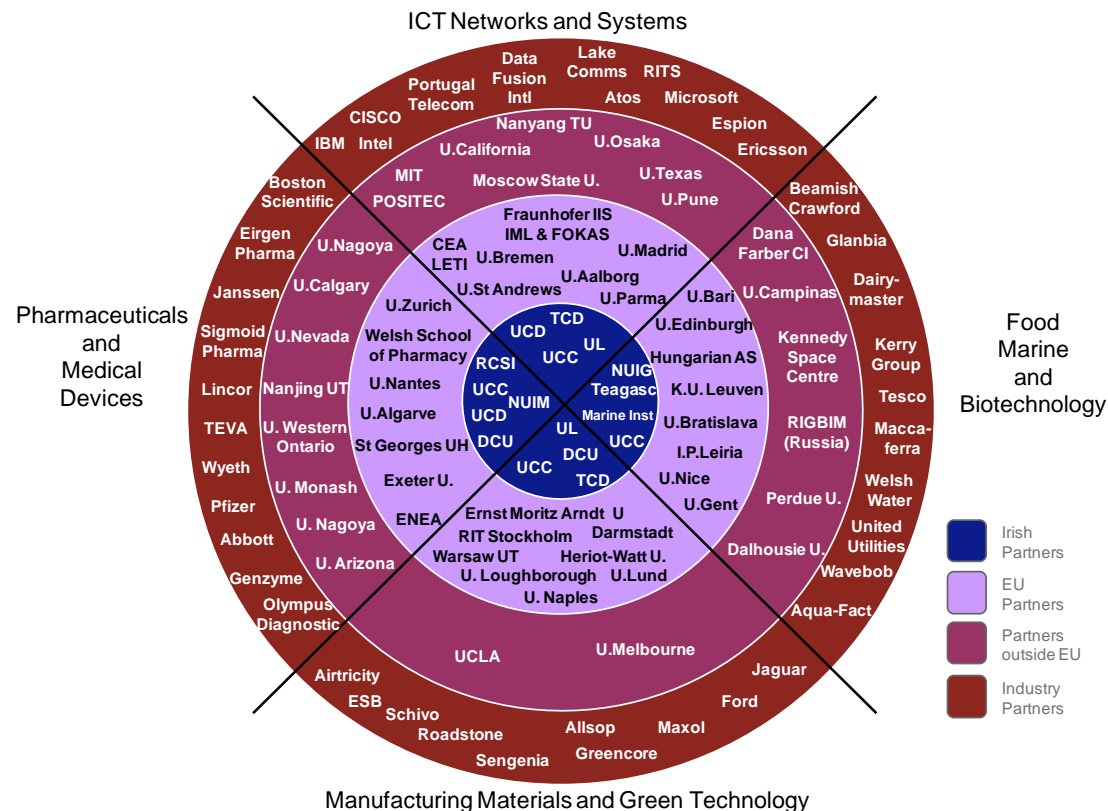 ICT Networks and Systems
Lake
Comms
RITS
Data
Fusion
Intl
Atos
Microsoft
Portugal
Telecom
CISCO
Espion
IBM
Intel
Ericsson
Nanyang TU
U.California
U.Osaka
MIT
Moscow State U.
U.Texas
POSITEC
U.Pune
Fraunhofer IIS
IML & FOKAS
CEA
LETI
U.Bremen
U.Madrid
U.Aalborg
U.St Andrews
U.Parma
TCD
UCD
UL
UCC
Pharmaceuticals
and
Medical
Devices
Boston
Scientific
Eirgen
Pharma
Janssen
Sigmoid
Pharma
Lincor
TEVA
Wyeth
Pfizer
Abbott
Genzyme
Olympus
Diagnostic
U.Nagoya
U.Calgary
U.Nevada
Nanjing UT
U. Western
Ontario
U. Monash
U. Nagoya
U. Arizona
U.Zurich
Welsh School
of Pharmacy
U.Nantes
U.Algarve
St Georges UH
Exeter U.
ENEA
RCSI
UCC
NUIM
UCD
DCU
NUIG
Teagasc
Marine Inst
UCC
U.Bari
U.Edinburgh
Hungarian AS
K.U. Leuven
U.Bratislava
I.P.Leiria
U.Nice
U.Gent
Dana
Farber CI
U.Campinas
Kennedy
Space
Centre
RIGBIM
(Russia)
Perdue U.
Dalhousie U.
Beamish
Crawford
Glanbia
Dairy-
master
Kerry
Group
Tesco
Macca-
ferra
Welsh
Water
United
Utilities
Wavebob
Aqua-Fact
Food
Marine
and
Biotechnology
UL
DCU
UCC
TCD
Ernst Moritz Arndt U
RIT Stockholm
Darmstadt
Warsaw UT
Heriot-Watt U.
U. Loughborough
U.Lund
U. Naples
UCLA
U.Melbourne
Airtricity
ESB
Schivo
Roadstone
Sengenia
Allsop
Greencore
Maxol
Ford
Jaguar
Manufacturing Materials and Green Technology
Irish
Partners
EU
Partners
Partners
outside EU
Industry
Partners